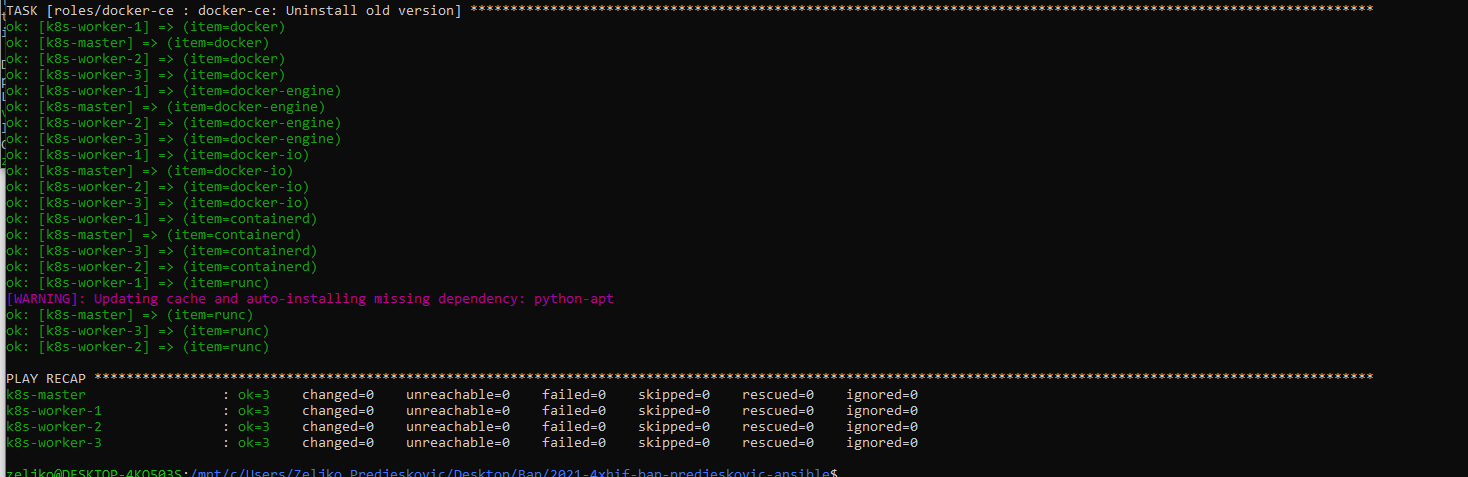 TASK [roles/docker-ce : docker-ce: Uninstall old version] *****************************************************************************************************************
ok: [k8s-worker-1] => (item=docker)
ok: [k8s-master] => (item=docker)
ok: [k8s-worker-2] => (item=docker)
ok: [k8s-worker-3] => (item=docker)
ok: [k8s-worker-1] => (item=docker-engine)
ok: [k8s-master] => (item=docker-engine)
ok: [k8s-worker-2] => (item=docker-engine)
ok: [k8s-worker-3] => (item=docker-engine)
ok: [k8s-worker-1] => (item=docker-io)
ok: [k8s-master] => (item=docker-io)
ok: [k8s-worker-2] => (item=docker-io)
ok: [k8s-worker-3] => (item=docker-io)
ok: [k8s-worker-1] => (item=containerd)
ok: [k8s-master] => (item=containerd)
ok: [k8s-worker-3] => (item=containerd)
ok: [k8s-worker-2] => (item=containerd)
ok: [k8s-worker-1] => (item=runc)
[WARNING]: Updating cache and auto-installing missing dependency: python-apt
ok: [k8s-master] => (item=runc)
ok: [k8s-worker-3] => (item=runc)
ok: [k8s-worker-2] => (item=runc)
PLAY RECAP ****************************************************************************************************************************************************************
k8s-master : ok=3 changed=0 unreachable=0 failed=0 skipped=0 rescued=0 ignored=0
k8s-worker-1 : ok=3 changed=0 unreachable=0 failed=0 skipped=0 rescued=0 ignored=0
k8s-worker-2 : ok=3 changed=0 unreachable=0 failed=0 skipped=0 rescued=0 ignored=0
k8s-worker-3 : ok=3 changed=0 unreachable=0 failed=0 skipped=0 rescued=0 ignored=0
zeljko@DESKTOP-4KO503S:/mnt/c/Users/Zeljko Predjeskovic/Desktop/Bap/2021-4xhif-bap-predjeskovic-ansible$